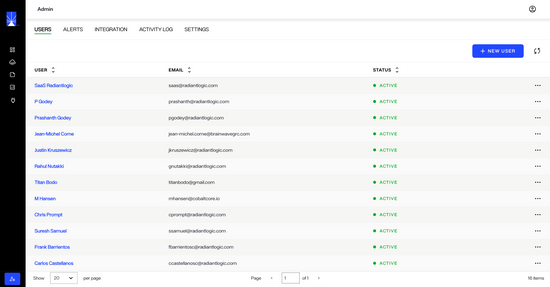 Admin
USERS ALERTS INTEGRATION ACTIVITY LOG SETTINGS
+ NEW USER
USER EMAIL STATUS
SaaS Radiantlogic saas@radiantlogic.com ACTIVE
P Godey prashanth@radiantlogic.com ACTIVE
Prashanth Godey pgodey@radiantlogic.com ACTIVE
Jean-Michel Corne jean-michel.corne@brainwavegrc.com ACTIVE
Justin Kruszewicz jkruszewicz@radiantlogic.com ACTIVE
Rahul Nutakki gnutakki@radiantlogic.com ACTIVE
Titan Bodo titanbodo@gmail.com ACTIVE
M Hansen mhansen@cobaltcore.io ACTIVE
Chris Prompt cprompt@radiantlogic.com ACTIVE
Suresh Samuel ssamuel@radiantlogic.com ACTIVE
Frank Barrientos fbarrientosc@radiantlogic.com ACTIVE
Carlos Castellanos ccastellanosc@radiantlogic.com ACTIVE
Show 20 per page Page 1 of 1 16 items